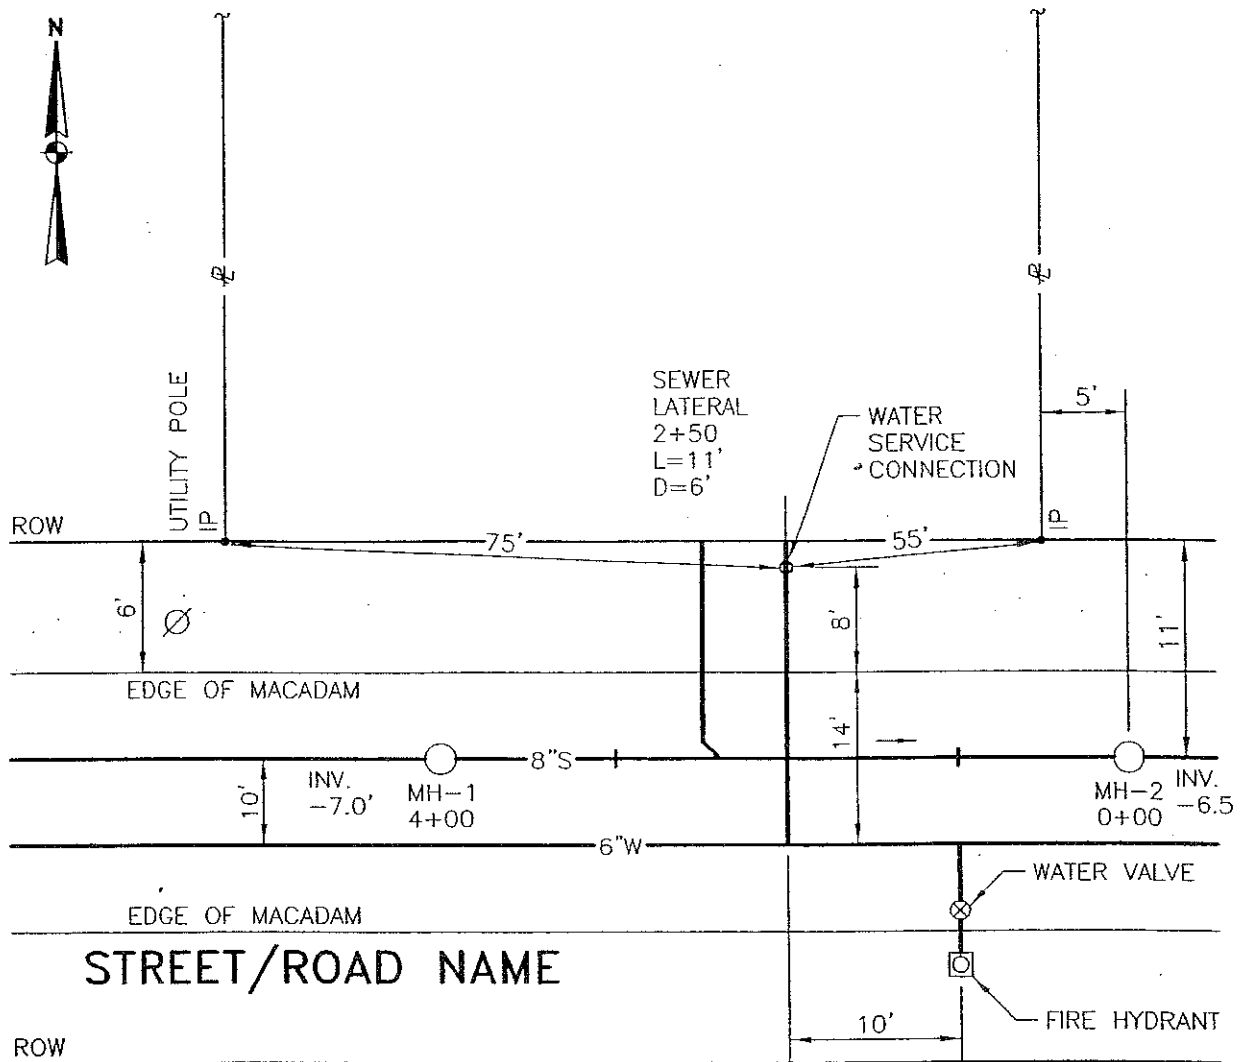 N
PL
PL
SEWER
LATERAL
2+50
L=11'
D=6'
WATER
SERVICE
CONNECTION
5'
UTILITY POLE
IP
IP
ROW
75'
55'
6'
8'
11'
EDGE OF MACADAM
14'
8"S
INV.
-7.0'
MH-1
4+00
MH-2
0+00
INV.
-6.5
10'
6"W
WATER VALVE
EDGE OF MACADAM
STREET/ROAD NAME
FIRE HYDRANT
10'
ROW